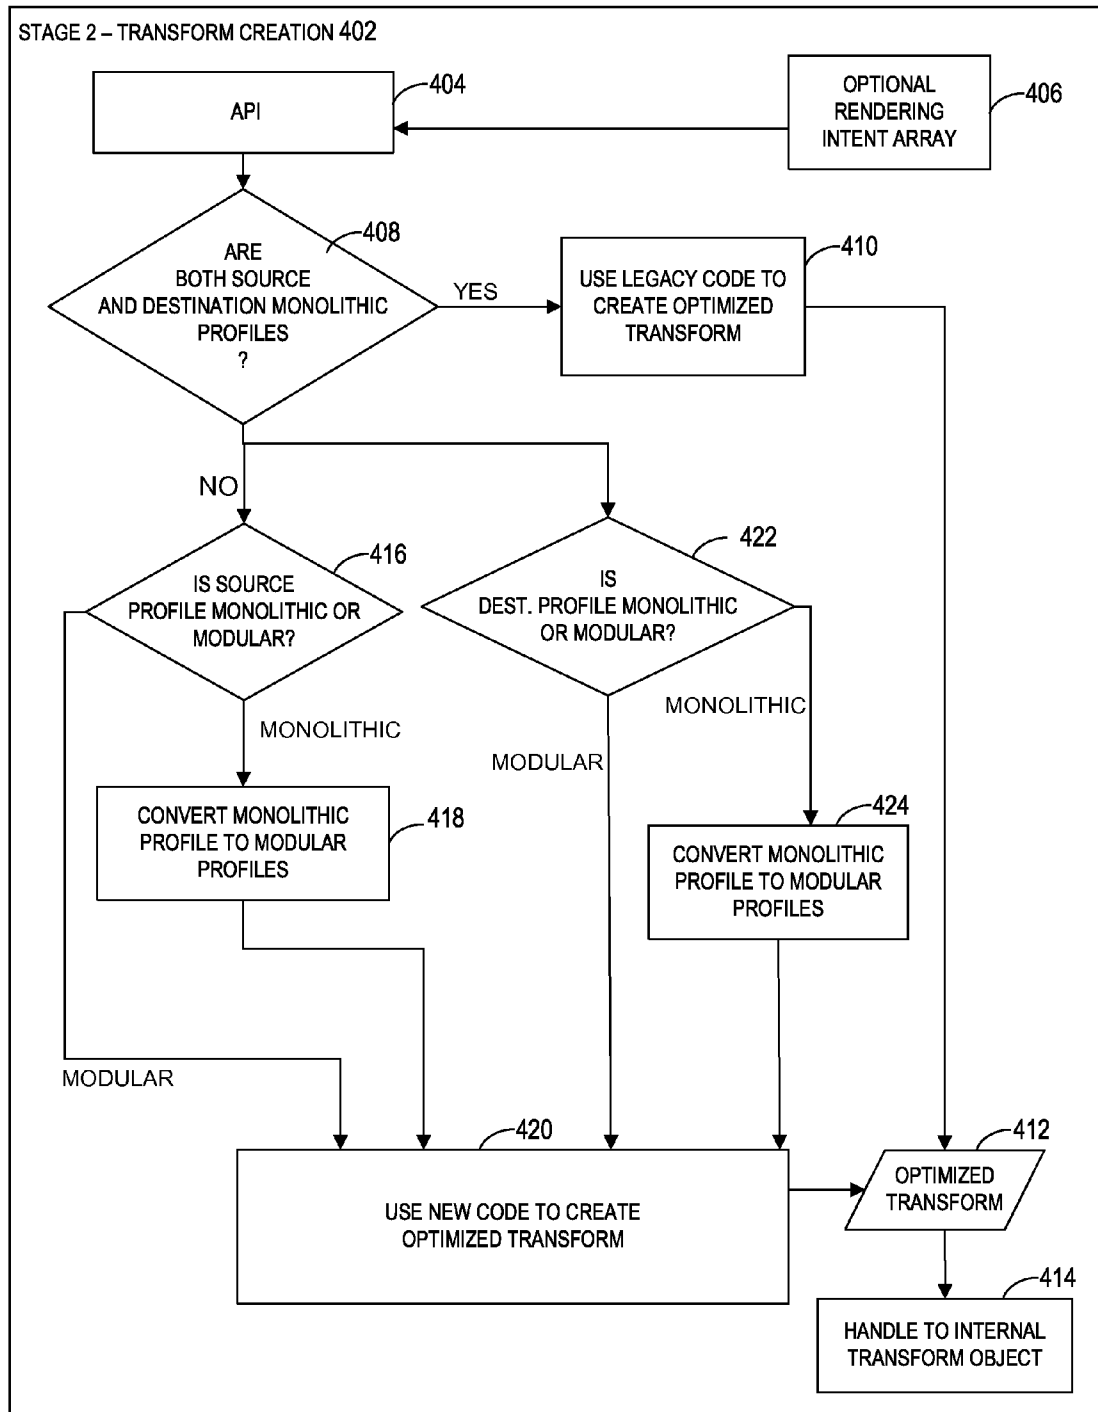 STAGE 2 – TRANSFORM CREATION 402
API
404
OPTIONAL
RENDERING
INTENT ARRAY
406
ARE
BOTH SOURCE
AND DESTINATION MONOLITHIC
PROFILES
?
408
YES
USE LEGACY CODE TO
CREATE OPTIMIZED
TRANSFORM
410
NO
IS SOURCE
PROFILE MONOLITHIC OR
MODULAR?
416
IS
DEST. PROFILE MONOLITHIC
OR MODULAR?
422
MONOLITHIC
MONOLITHIC
MODULAR
CONVERT MONOLITHIC
PROFILE TO MODULAR
PROFILES
418
CONVERT MONOLITHIC
PROFILE TO MODULAR
PROFILES
424
MODULAR
USE NEW CODE TO CREATE
OPTIMIZED TRANSFORM
420
OPTIMIZED
TRANSFORM
412
HANDLE TO INTERNAL
TRANSFORM OBJECT
414